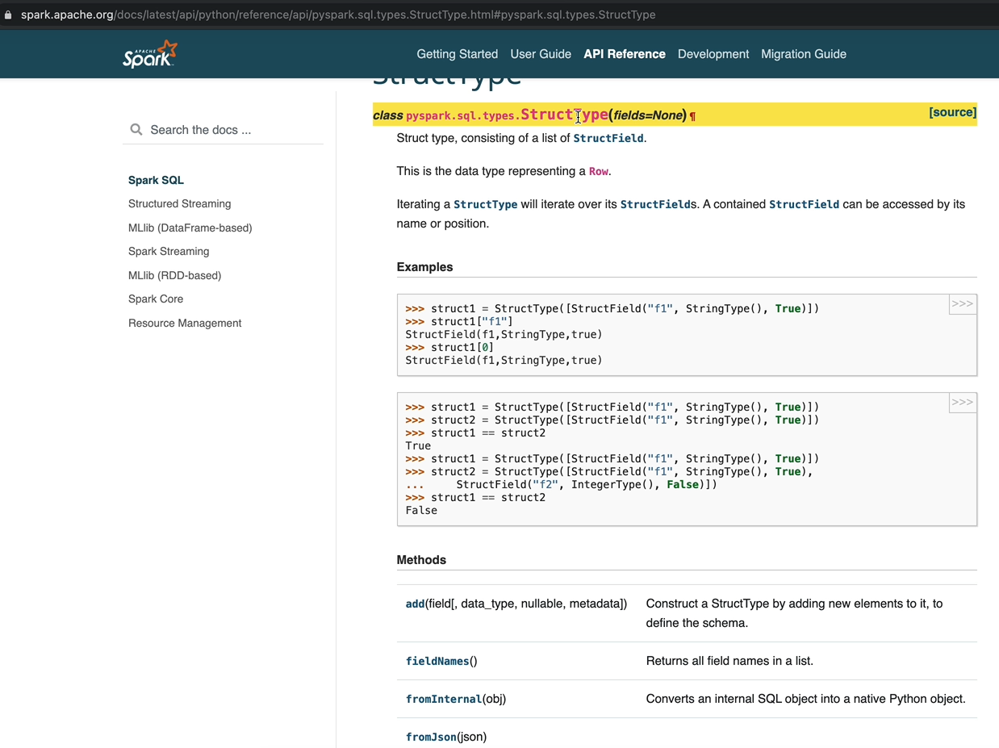 spark.apache.org/docs/latest/api/python/reference/api/pyspark.sql.types.StructType.html#pyspark.sql.types.StructType
APACHE
Spark
Getting Started User Guide API Reference Development Migration Guide
StructType
class pyspark.sql.types.StructType(fields=None) ¶ [source]
Search the docs ...
Spark SQL
Structured Streaming
MLlib (DataFrame-based)
Spark Streaming
MLlib (RDD-based)
Spark Core
Resource Management
Struct type, consisting of a list of StructField.
This is the data type representing a Row.
Iterating a StructType will iterate over its StructFields. A contained StructField can be accessed by its
name or position.
Examples
>>>
>>> struct1 = StructType([StructField("f1", StringType(), True)])
>>> struct1["f1"]
StructField(f1,StringType,true)
>>> struct1[0]
StructField(f1,StringType,true)
>>>
>>> struct1 = StructType([StructField("f1", StringType(), True)])
>>> struct2 = StructType([StructField("f1", StringType(), True)])
>>> struct1 == struct2
True
>>> struct1 = StructType([StructField("f1", StringType(), True)])
>>> struct2 = StructType([StructField("f1", StringType(), True),
...     StructField("f2", IntegerType(), False)])
>>> struct1 == struct2
False
Methods
add(field[, data_type, nullable, metadata]) Construct a StructType by adding new elements to it, to
define the schema.
fieldNames() Returns all field names in a list.
fromInternal(obj) Converts an internal SQL object into a native Python object.
fromJson(json)